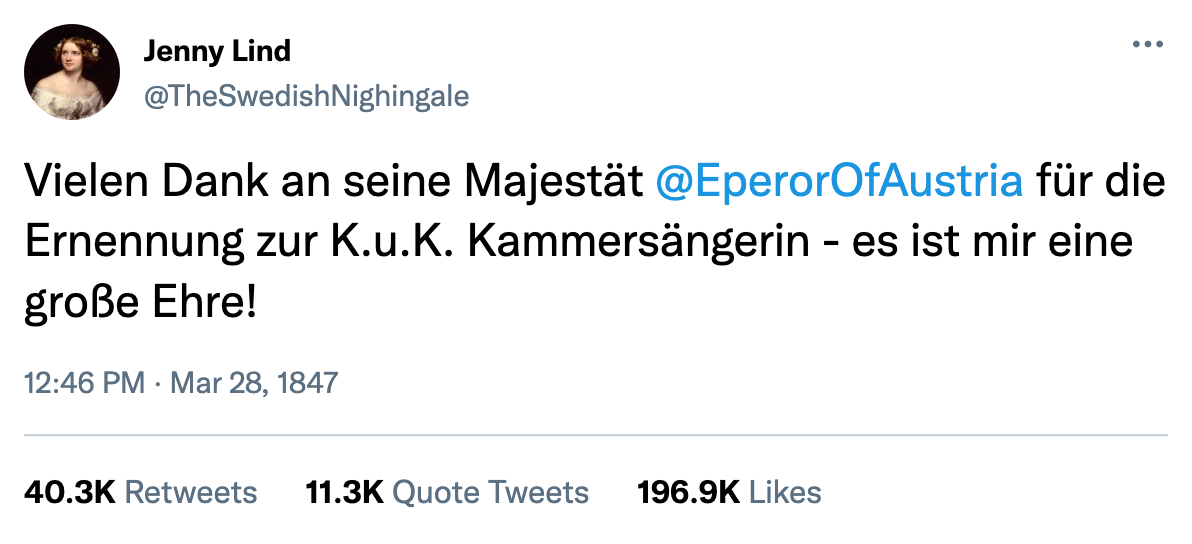 Jenny Lind
@TheSwedishNighingale
Vielen Dank an seine Majestät @EperorOfAustria für die
Ernennung zur K.u.K. Kammersängerin - es ist mir eine
große Ehre!
12:46 PM · Mar 28, 1847
40.3K Retweets 11.3K Quote Tweets 196.9K Likes